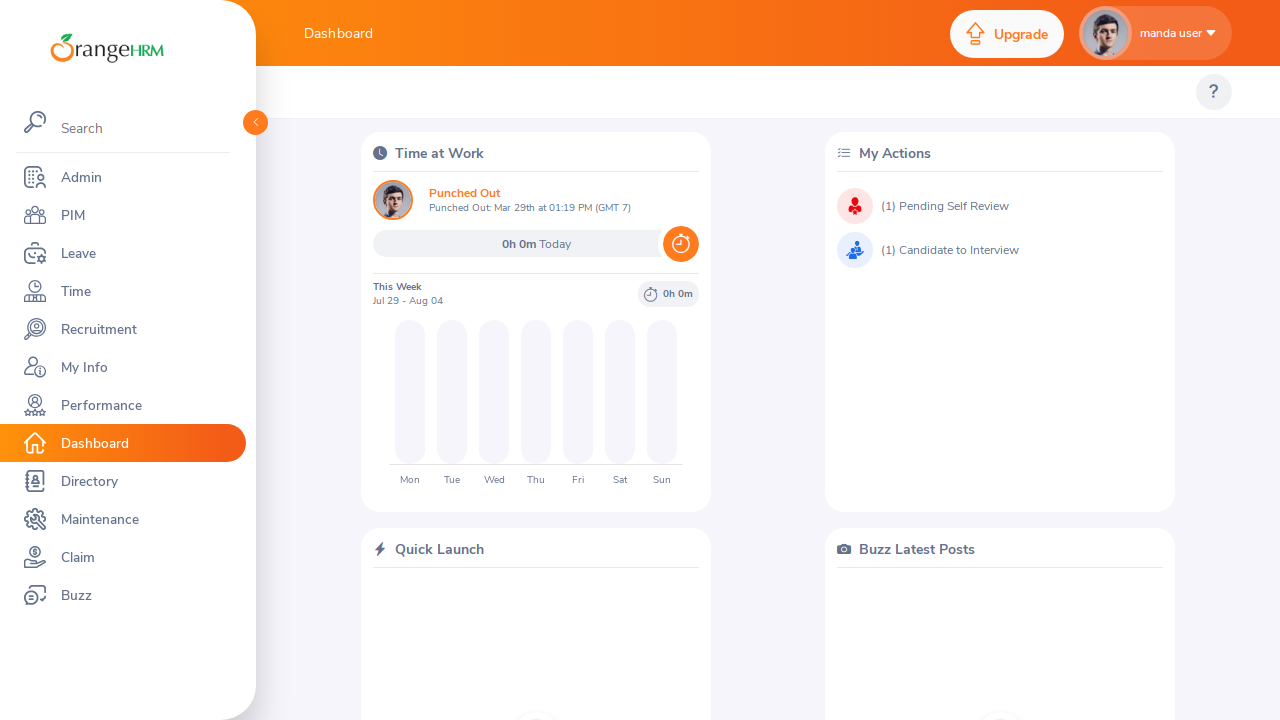 OrangeHRM
Search
Admin
PIM
Leave
Time
Recruitment
My Info
Performance
Dashboard
Directory
Maintenance
Claim
Buzz
Dashboard
Upgrade
manda user
?
Time at Work
Punched Out
Punched Out: Mar 29th at 01:19 PM (GMT 7)
0h 0m Today
This Week
Jul 29 - Aug 04
0h 0m
Mon Tue Wed Thu Fri Sat Sun
My Actions
(1) Pending Self Review
(1) Candidate to Interview
Quick Launch
Buzz Latest Posts